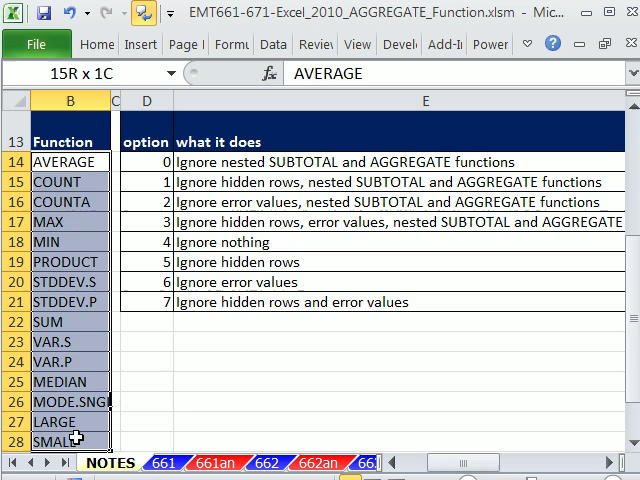 EMT661-671-Excel_2010_AGGREGATE_Function.xlsm - Mic...
File Home Insert Page l Formu Data Reviev Develo Add-I Power
15R x 1C fx AVERAGE
B C D E
13 Function option what it does
14 AVERAGE 0 Ignore nested SUBTOTAL and AGGREGATE functions
15 COUNT 1 Ignore hidden rows, nested SUBTOTAL and AGGREGATE functions
16 COUNTA 2 Ignore error values, nested SUBTOTAL and AGGREGATE functions
17 MAX 3 Ignore hidden rows, error values, nested SUBTOTAL and AGGREGATE
18 MIN 4 Ignore nothing
19 PRODUCT 5 Ignore hidden rows
20 STDDEV.S 6 Ignore error values
21 STDDEV.P 7 Ignore hidden rows and error values
22 SUM
23 VAR.S
24 VAR.P
25 MEDIAN
26 MODE.SNGL
27 LARGE
28 SMALL
NOTES 661 661an 662 662an 66